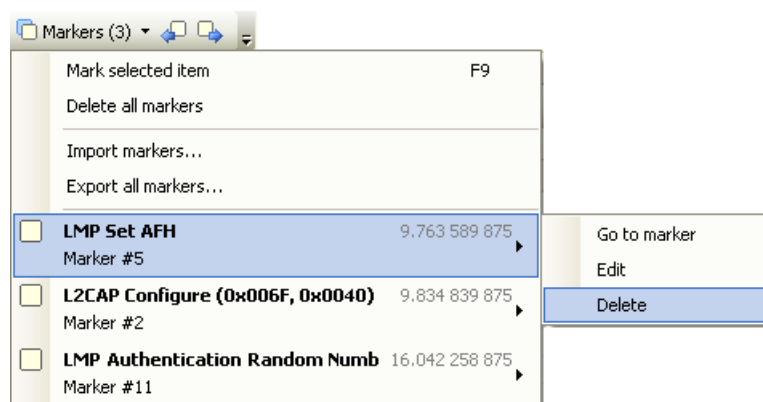 Markers (3)
Mark selected item F9
Delete all markers
Import markers...
Export all markers...
LMP Set AFH 9.763 589 875
Marker #5
Go to marker
Edit
Delete
L2CAP Configure (0x006F, 0x0040) 9.834 839 875
Marker #2
LMP Authentication Random Numb 16.042 258 875
Marker #11